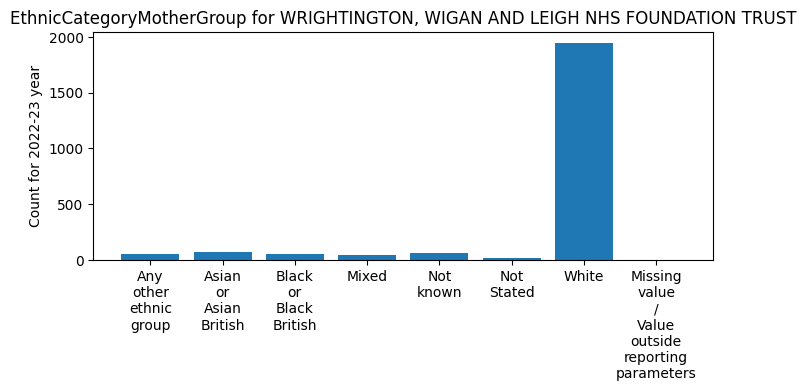 EthnicCategoryMotherGroup for WRIGHTINGTON, WIGAN AND LEIGH NHS FOUNDATION TRUST
Count for 2022-23 year
2000
1500
1000
500
0
Any
other
ethnic
group
Asian
or
Asian
British
Black
or
Black
British
Mixed
Not
known
Not
Stated
White
Missing
value
/
Value
outside
reporting
parameters